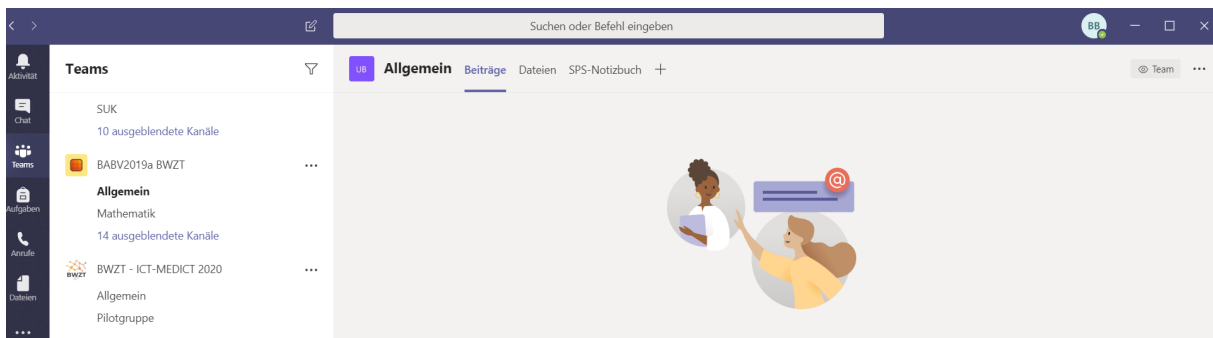 Suchen oder Befehl eingeben
BB
Aktivität
Chat
Teams
Aufgaben
Anrufe
Dateien
Teams
SUK
10 ausgeblendete Kanäle
BABV2019a BWZT
Allgemein
Mathematik
14 ausgeblendete Kanäle
BWZT
BWZT - ICT-MEDICT 2020
Allgemein
Pilotgruppe
UB
Allgemein Beiträge Dateien SPS-Notizbuch
Team
@